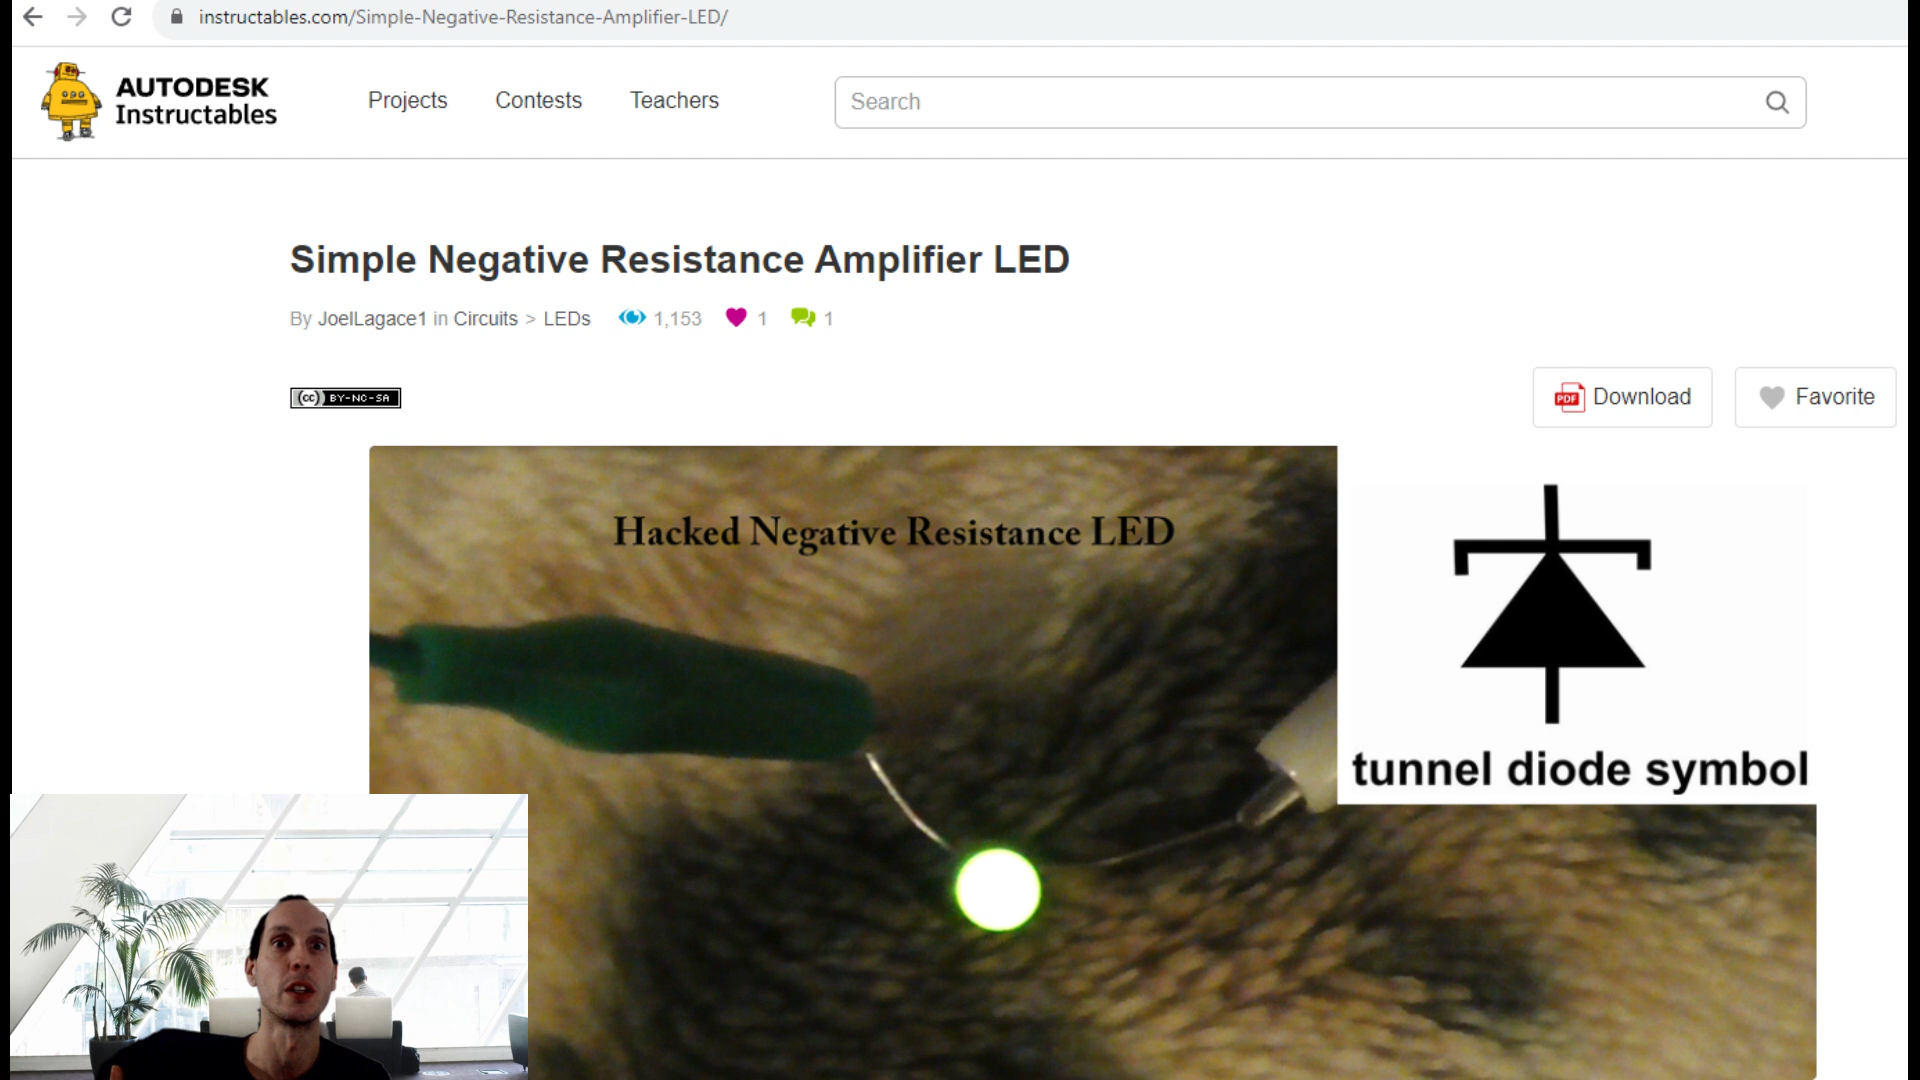 instructables.com/Simple-Negative-Resistance-Amplifier-LED/
AUTODESK
Instructables
Projects
Contests
Teachers
Search
Simple Negative Resistance Amplifier LED
By JoelLagace1 in Circuits > LEDs
1,153
1
1
(cc) BY-NC-SA
PDF
Download
Favorite
Hacked Negative Resistance LED
tunnel diode symbol